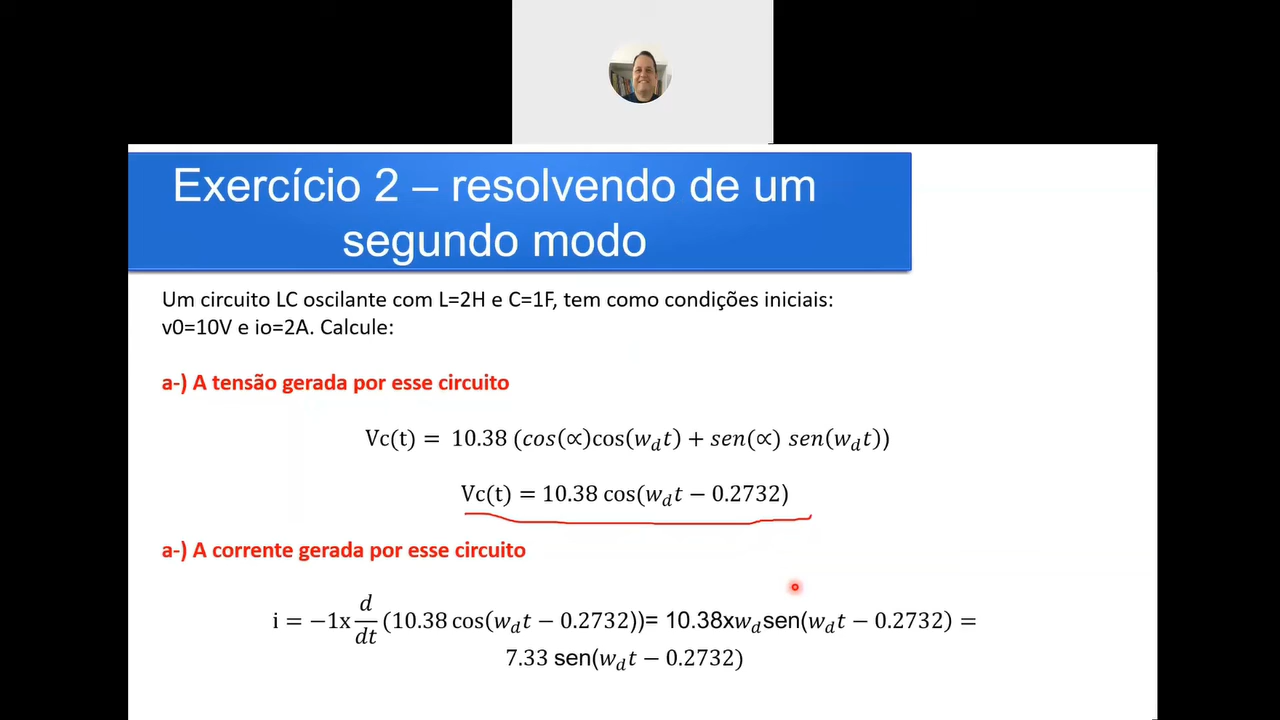 Exercício 2 – resolvendo de um
segundo modo
Um circuito LC oscilante com L=2H e C=1F, tem como condições iniciais:
v0=10V e io=2A. Calcule:
a-) A tensão gerada por esse circuito
Vc(t) = 10.38 (cos(∝)cos(w_d t) + sen(∝) sen(w_d t))
Vc(t) = 10.38 cos(w_d t − 0.2732)
a-) A corrente gerada por esse circuito
i = −1x d/dt (10.38 cos(w_d t − 0.2732))= 10.38xw_d sen(w_d t − 0.2732) =
7.33 sen(w_d t − 0.2732)